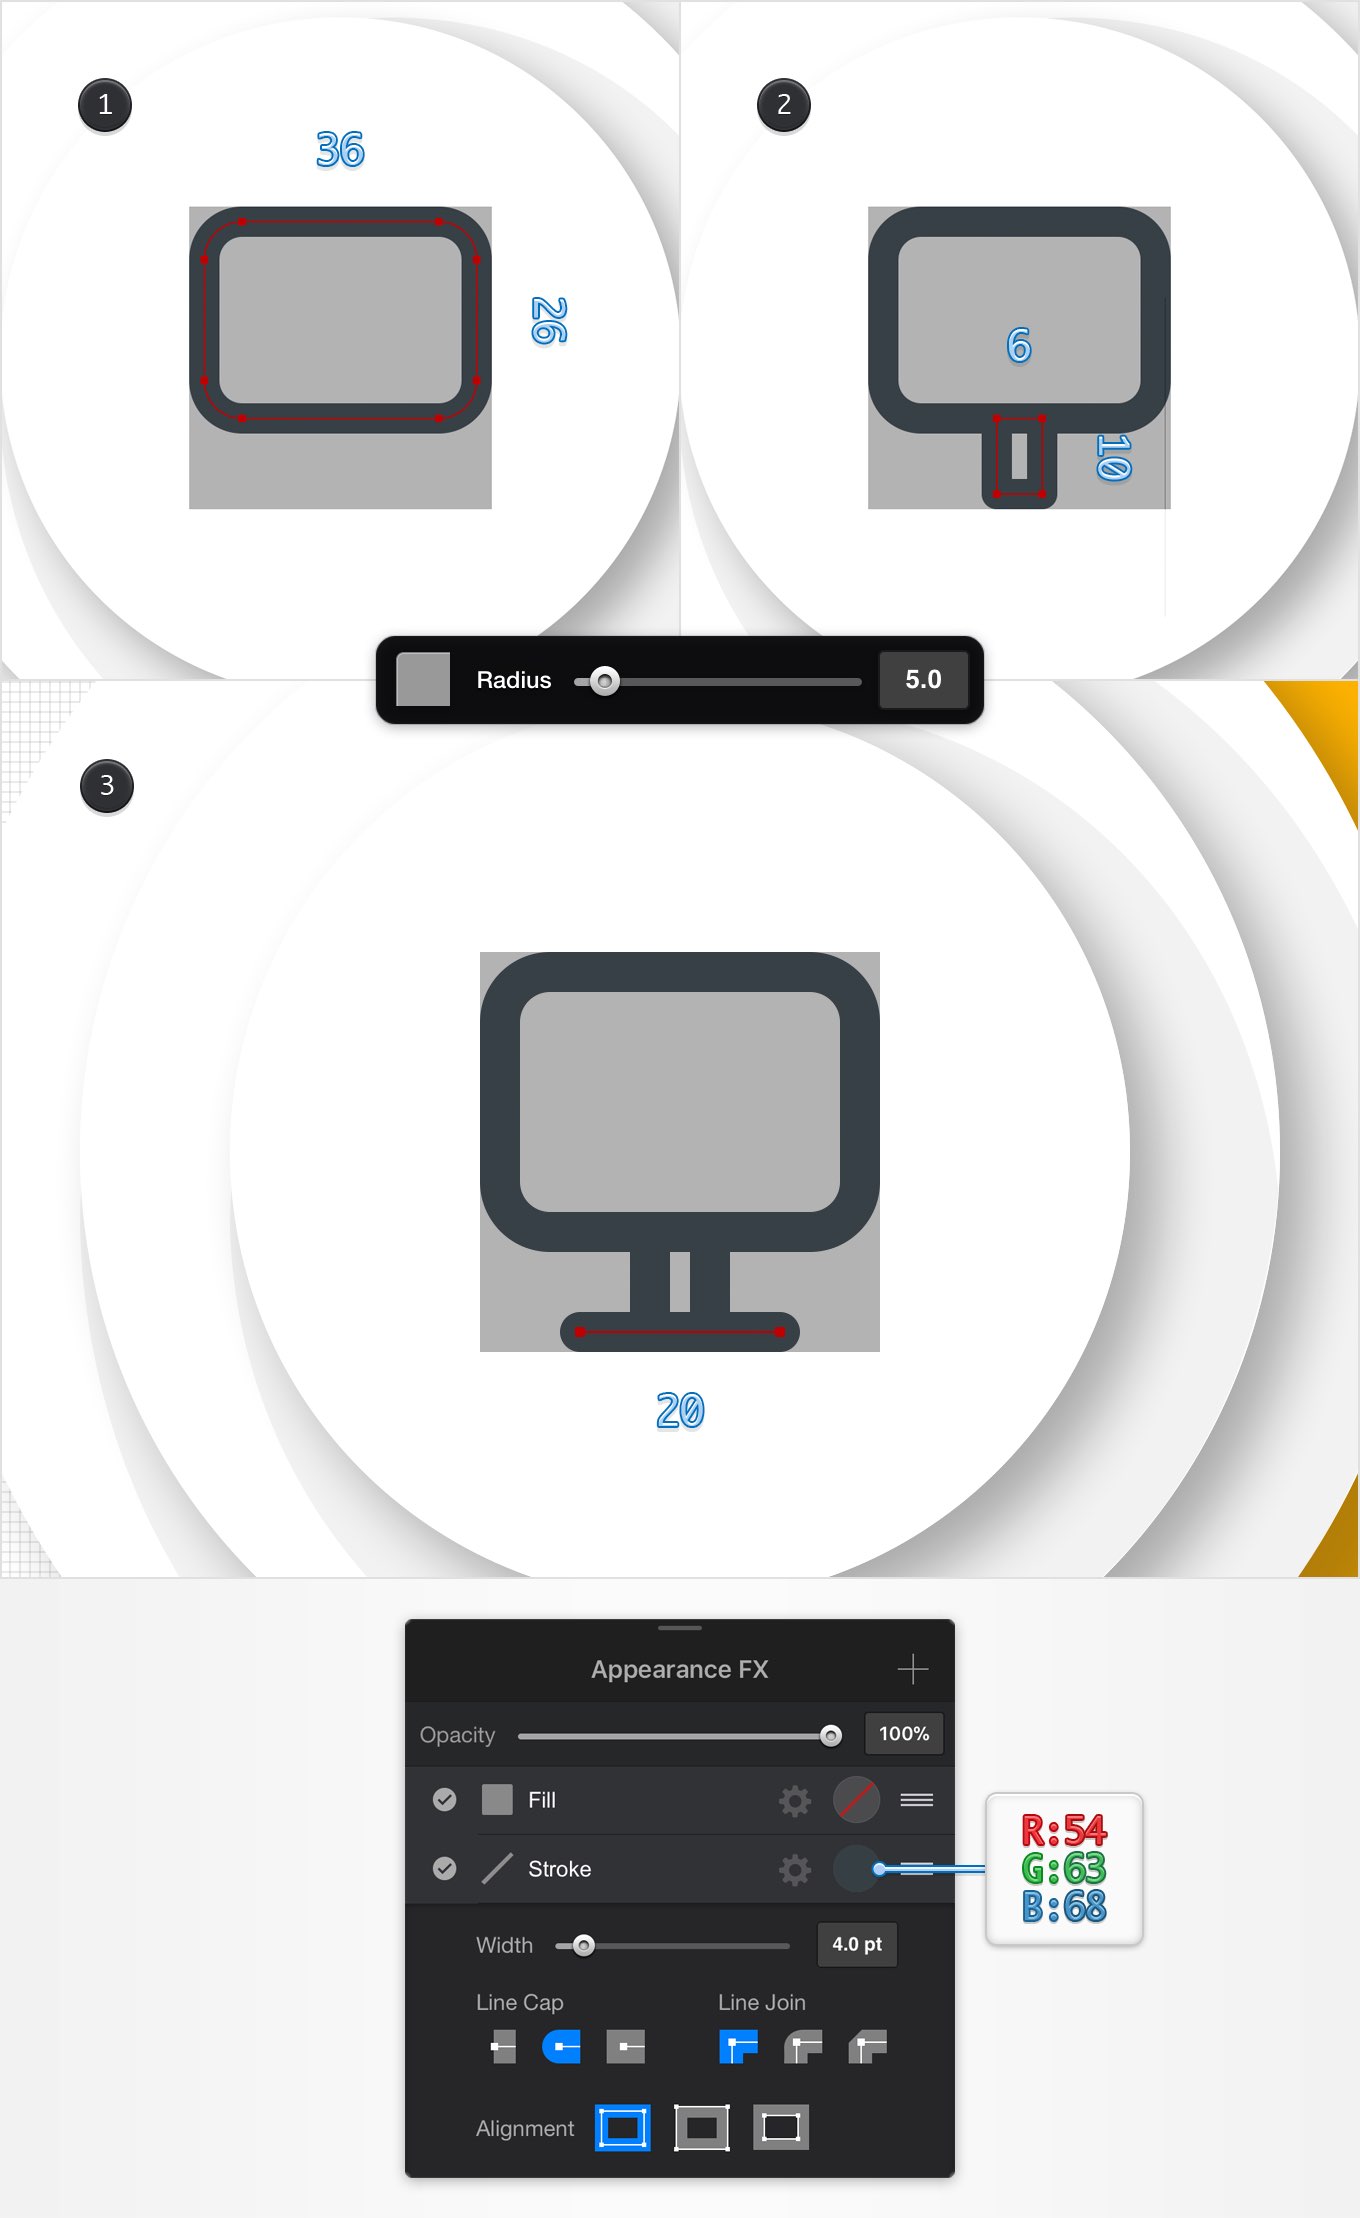 1
36
26
2
6
10
Radius
5.0
3
20
Appearance FX
Opacity
100%
Fill
Stroke
R:54
G:63
B:68
Width
4.0 pt
Line Cap
Line Join
Alignment